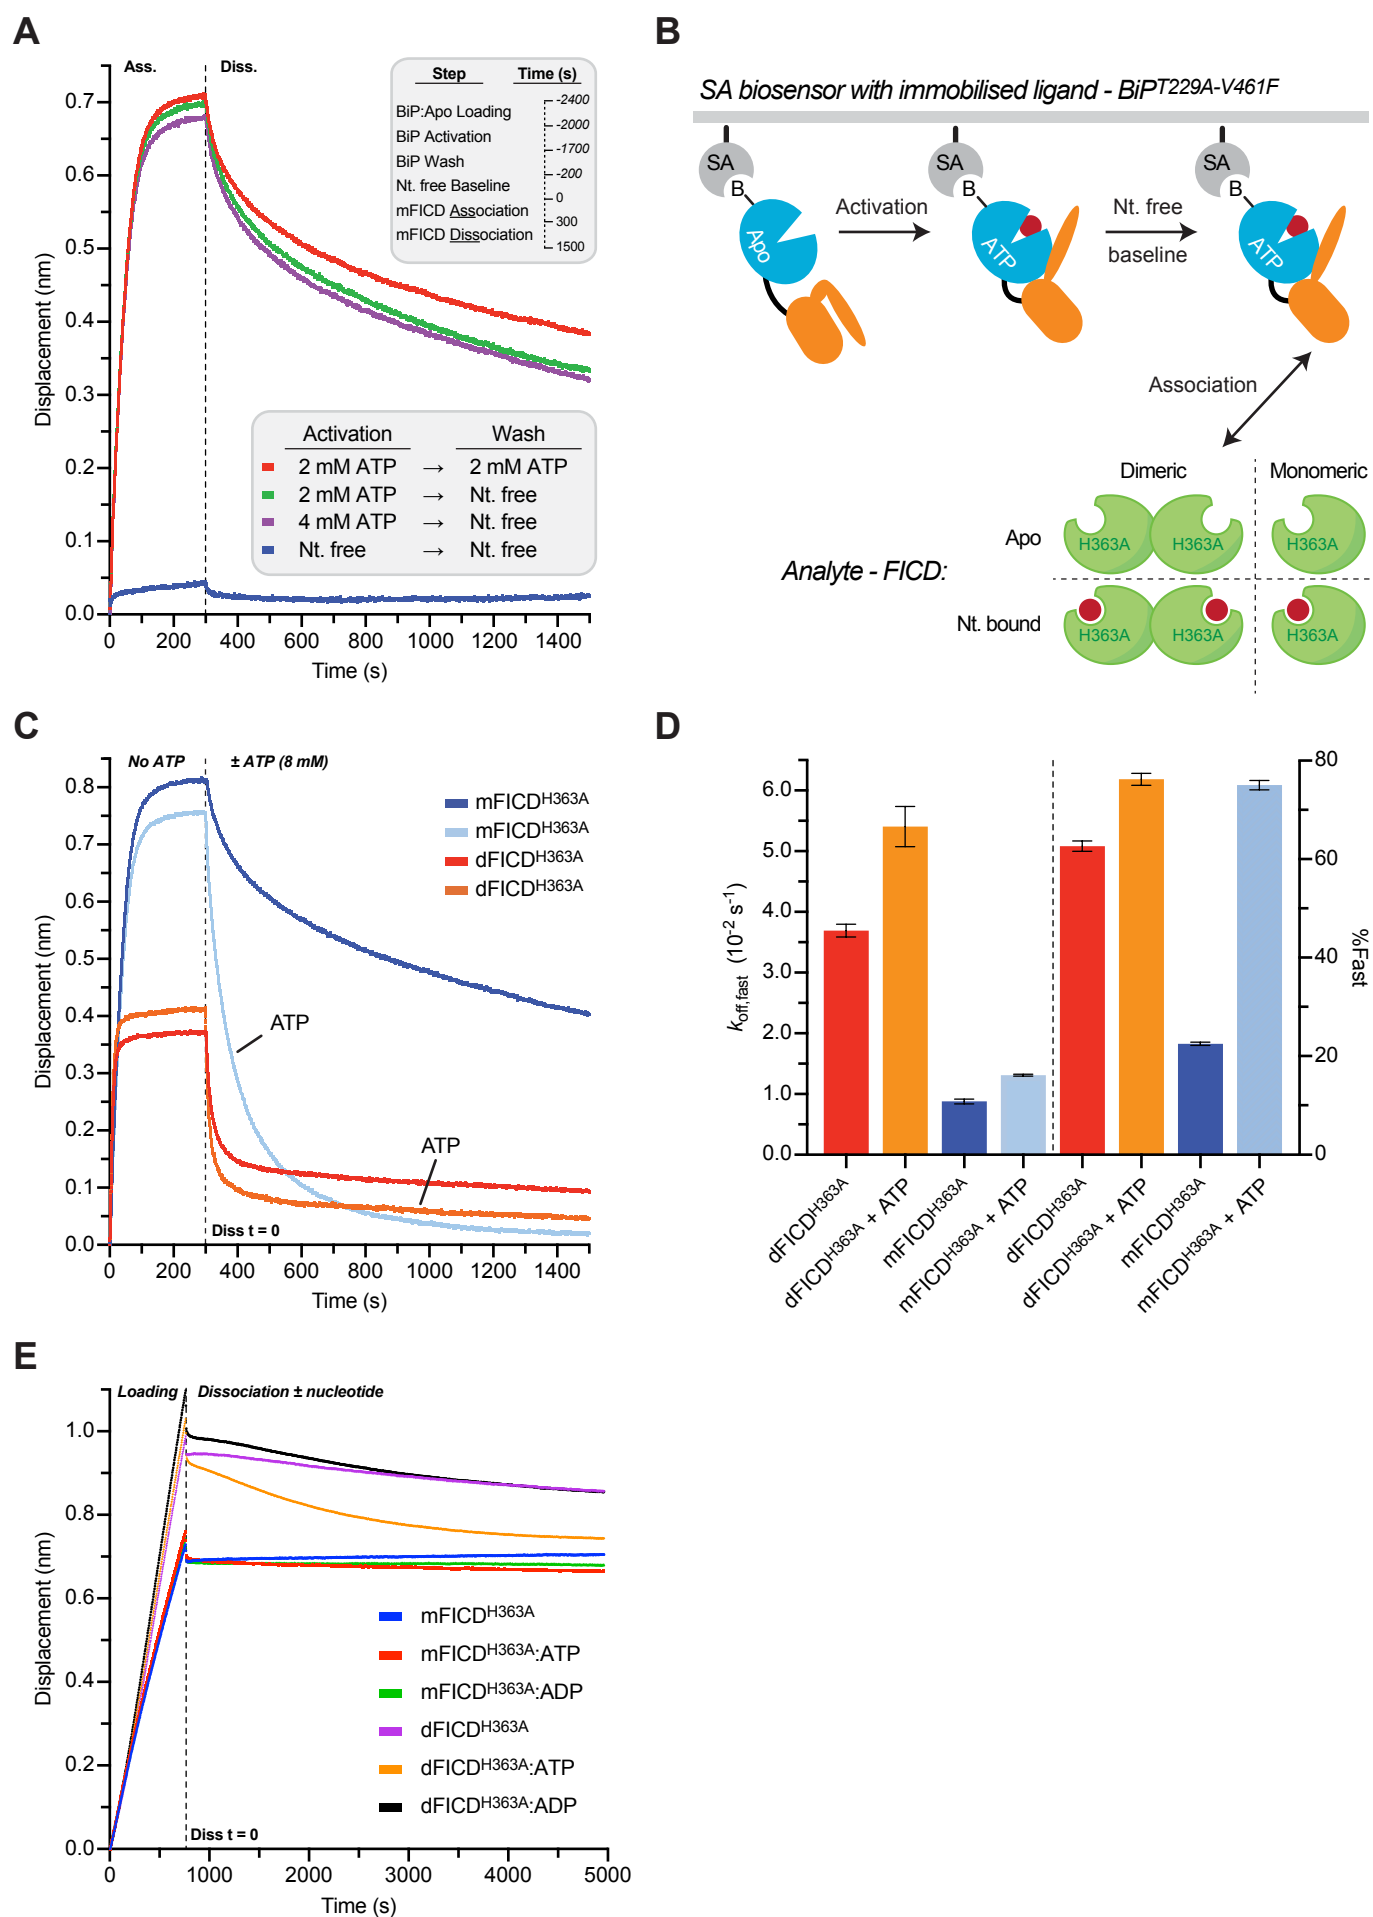 A
Ass.
Diss.
Step Time (s)
BiP:Apo Loading
BiP Activation
BiP Wash
Nt. free Baseline
mFICD Association
mFICD Dissociation
-2400
-2000
-1700
-200
0
300
1500
Displacement (nm)
0.7
0.6
0.5
0.4
0.3
0.2
0.1
0.0
Activation Wash
2 mM ATP → 2 mM ATP
2 mM ATP → Nt. free
4 mM ATP → Nt. free
Nt. free → Nt. free
0 200 400 600 800 1000 1200 1400
Time (s)
B
SA biosensor with immobilised ligand - BiPT229A-V461F
SA
B
Apo
Activation
SA
B
ATP
Nt. free
baseline
SA
B
ATP
Association
Dimeric Monomeric
Apo
H363A H363A H363A
Analyte - FICD:
Nt. bound
H363A H363A H363A
C
No ATP
± ATP (8 mM)
mFICDH363A
mFICDH363A
dFICDH363A
dFICDH363A
ATP
ATP
Diss t = 0
Displacement (nm)
0.8
0.7
0.6
0.5
0.4
0.3
0.2
0.1
0.0
0 200 400 600 800 1000 1200 1400
Time (s)
D
koff,fast (10-2 s-1)
6.0
5.0
4.0
3.0
2.0
1.0
0.0
80
60
40
20
0
%Fast
dFICDH363A
dFICDH363A + ATP
mFICDH363A
mFICDH363A + ATP
dFICDH363A
dFICDH363A + ATP
mFICDH363A
mFICDH363A + ATP
E
Loading
Dissociation ± nucleotide
Displacement (nm)
1.0
0.8
0.6
0.4
0.2
0.0
mFICDH363A
mFICDH363A:ATP
mFICDH363A:ADP
dFICDH363A
dFICDH363A:ATP
dFICDH363A:ADP
Diss t = 0
0 1000 2000 3000 4000 5000
Time (s)